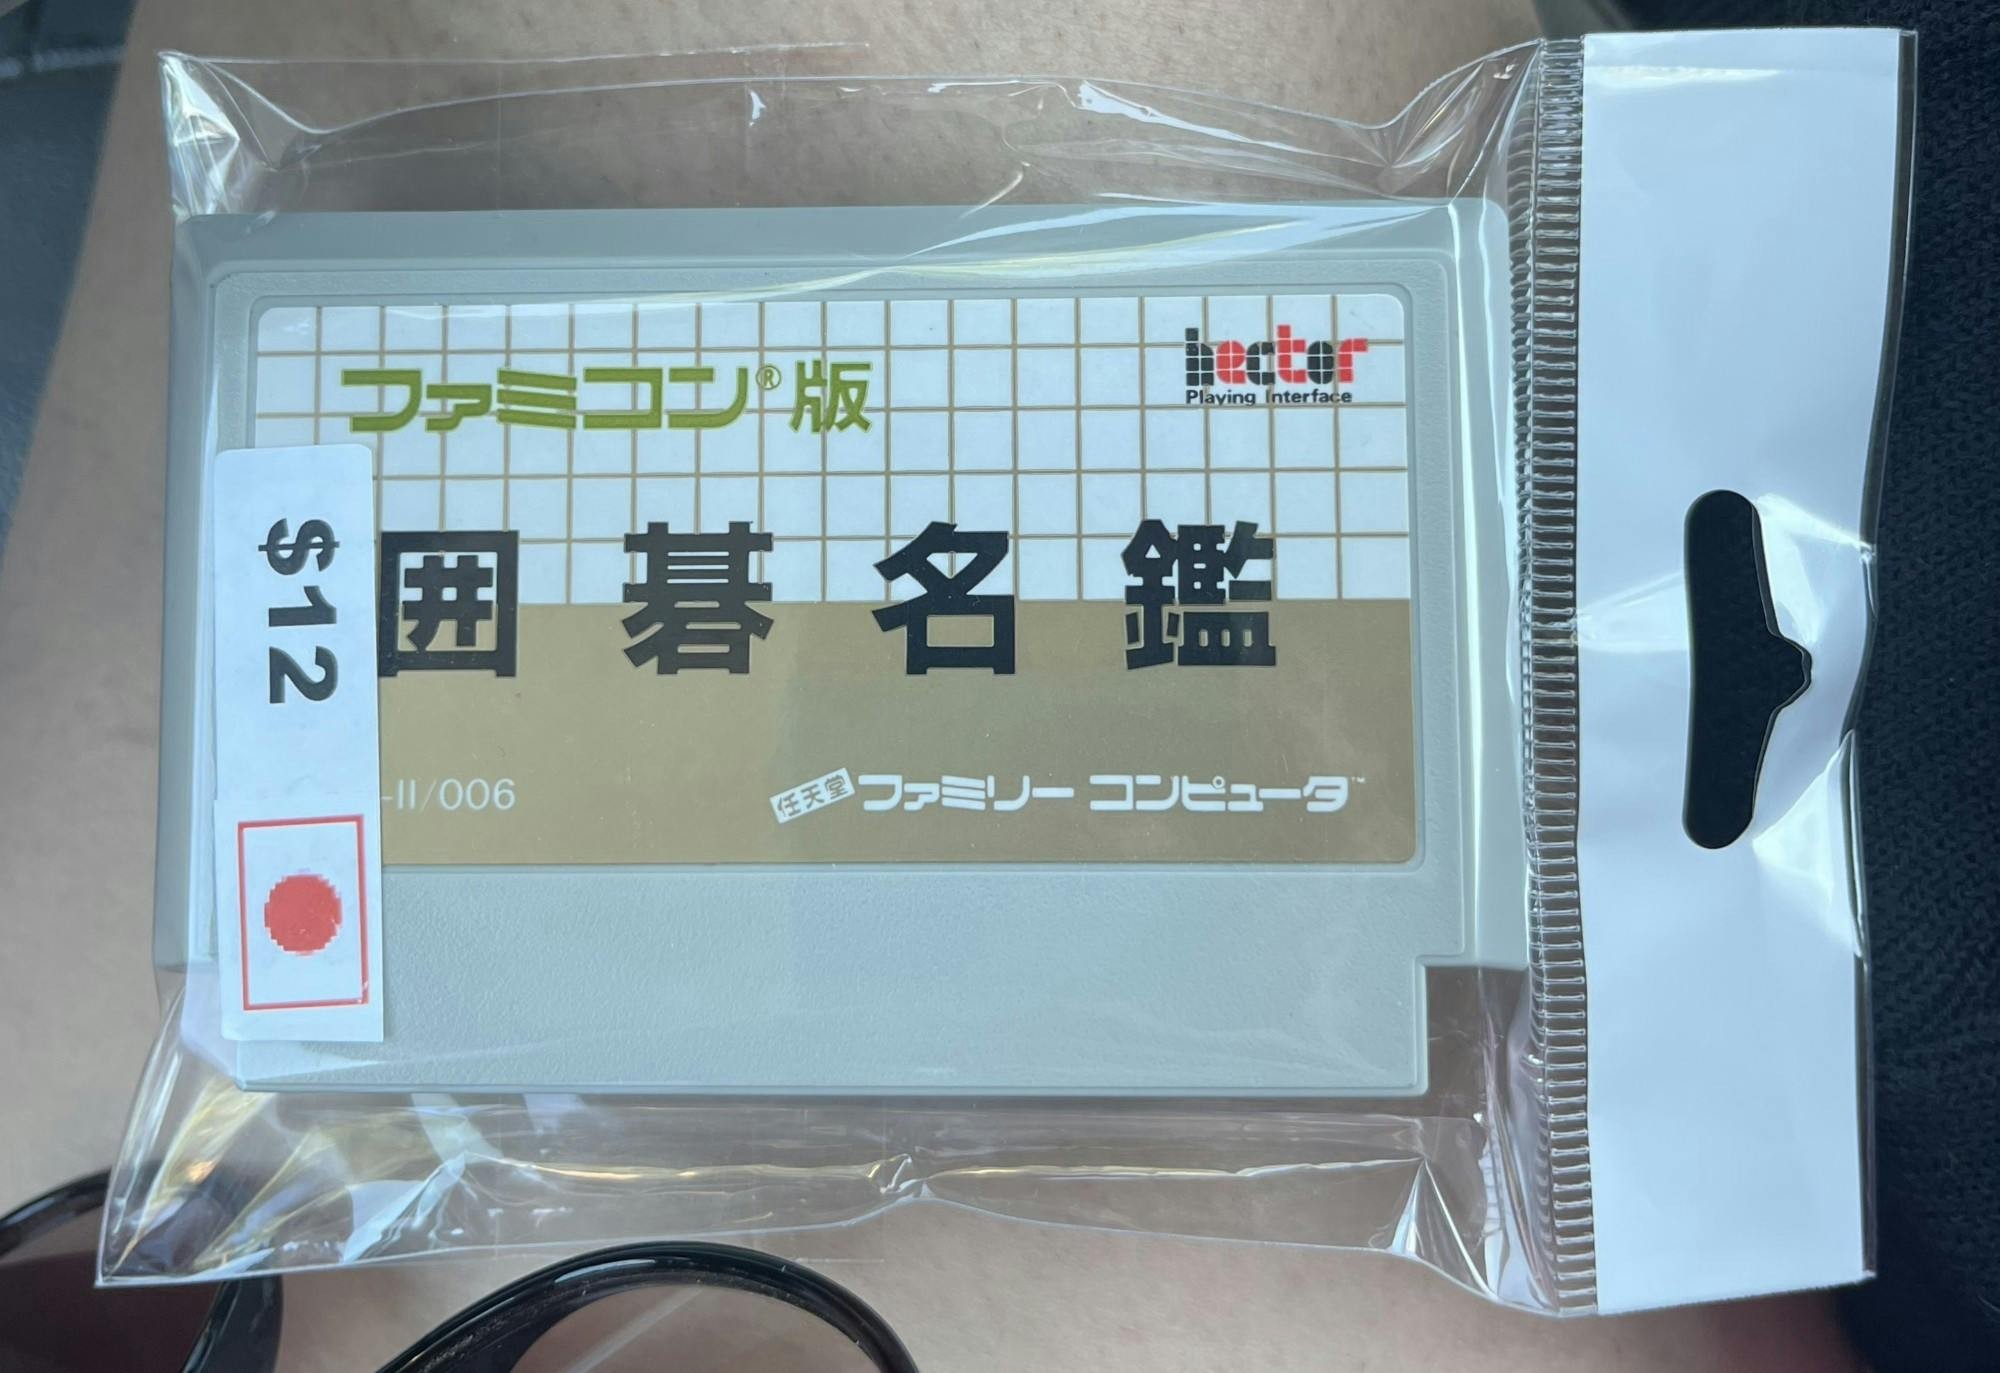 ファミコン®版
hector
Playing Interface
囲碁名鑑
-II/006
任天堂 ファミリー コンピュータ™
$12